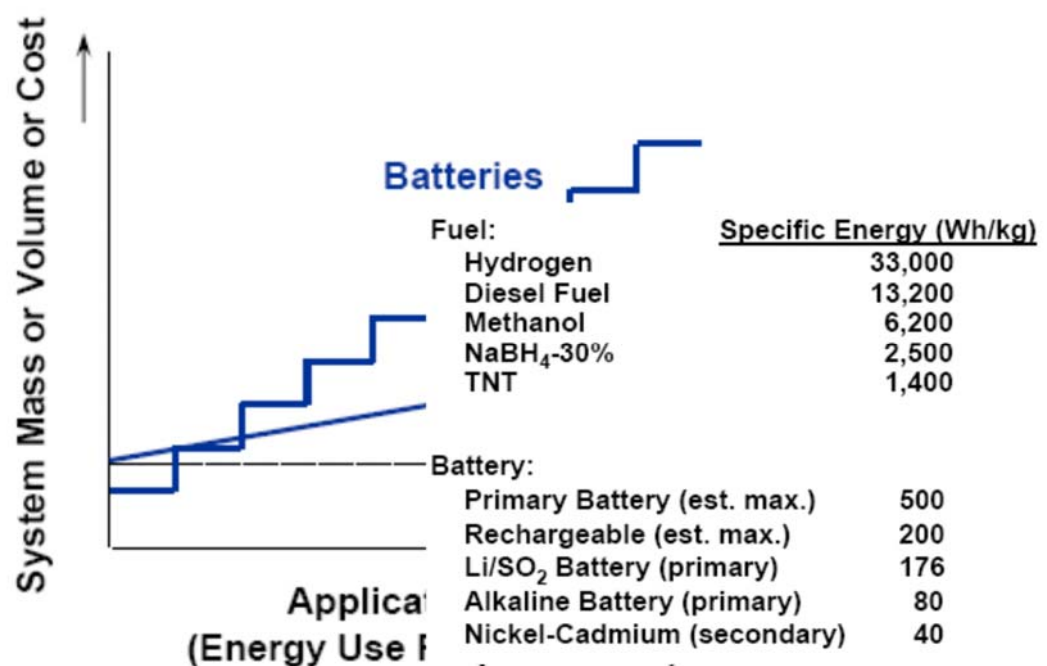 System Mass or Volume or Cost
Batteries
Fuel: Specific Energy (Wh/kg)
Hydrogen 33,000
Diesel Fuel 13,200
Methanol 6,200
NaBH₄-30% 2,500
TNT 1,400
Battery:
Primary Battery (est. max.) 500
Rechargeable (est. max.) 200
Li/SO₂ Battery (primary) 176
Alkaline Battery (primary) 80
Nickel-Cadmium (secondary) 40
(Energy Use